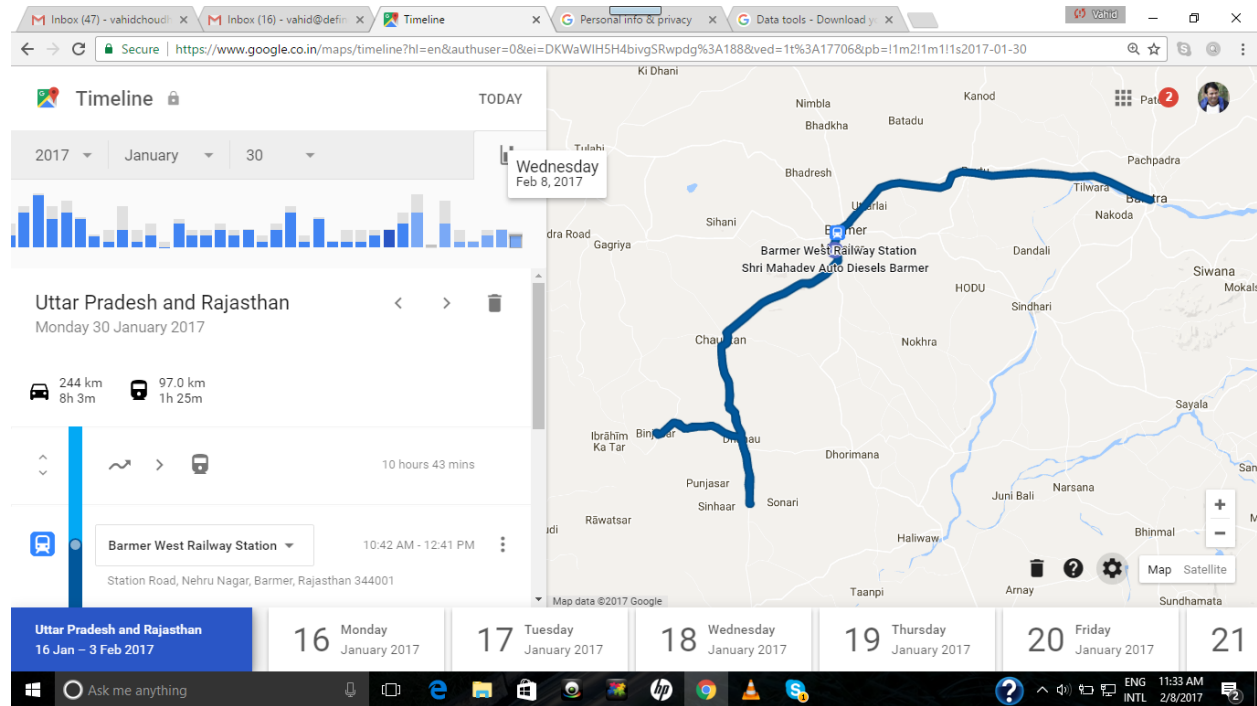 Inbox (47) - vahidchoudh
Inbox (16) - vahid@defin
Timeline
Personal info & privacy
Data tools - Download y
Vahid
Secure | https://www.google.co.in/maps/timeline?hl=en&authuser=0&ei=DKWaWIH5H4bivgSRwpdg%3A188&ved=1t%3A17706&pb=!1m2!1m1!1s2017-01-30
Timeline
TODAY
2017
January
30
Wednesday
Feb 8, 2017
Uttar Pradesh and Rajasthan
Monday 30 January 2017
244 km
8h 3m
97.0 km
1h 25m
10 hours 43 mins
Barmer West Railway Station
10:42 AM - 12:41 PM
Station Road, Nehru Nagar, Barmer, Rajasthan 344001
Ki Dhani
Nimbla
Kanod
2
Bhadkha
Batadu
Tulahi
Pachpadra
Bhadresh
Tilwara
Nakoda
Sihani
dra Road
Gagriya
Barmer West Railway Station
Shri Mahadev Auto Diesels Barmer
Dandali
Siwana
Mokals
HODU
Sindhari
Nokhra
Sayala
Ibrāhīm
Ka Tar
Dhorimana
Punjasar
Sinhaar
Sonari
Juni Bali
Narsana
Rāwatsar
Haliwaw
Bhinmal
Taanpi
Arnay
Sundhamata
Map
Satellite
Map data ©2017 Google
Uttar Pradesh and Rajasthan
16 Jan – 3 Feb 2017
16 Monday
January 2017
17 Tuesday
January 2017
18 Wednesday
January 2017
19 Thursday
January 2017
20 Friday
January 2017
21
Ask me anything
hp
ENG
INTL
11:33 AM
2/8/2017
2